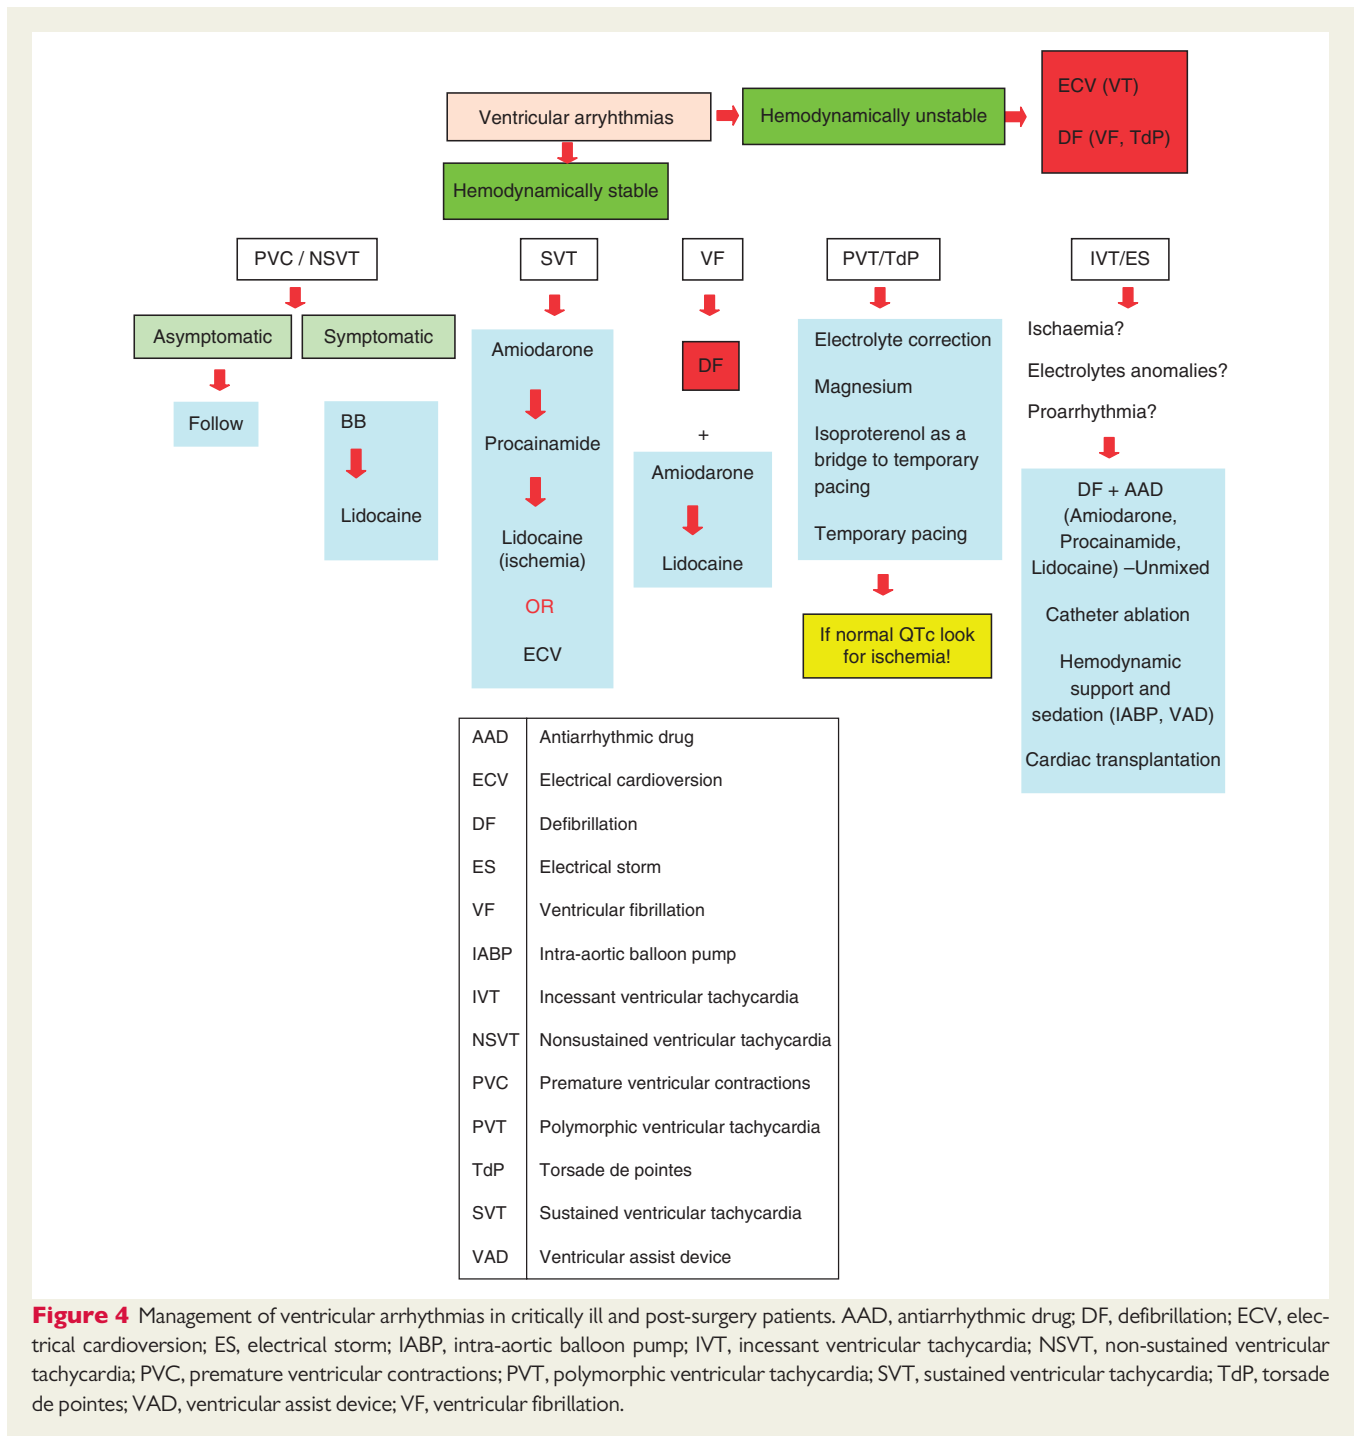 Ventricular arryhthmias
Hemodynamically unstable
ECV (VT)
DF (VF, TdP)
Hemodynamically stable
PVC / NSVT
Asymptomatic
Symptomatic
Follow
BB
Lidocaine
SVT
Amiodarone
Procainamide
Lidocaine
(ischemia)
OR
ECV
VF
DF
+
Amiodarone
Lidocaine
PVT/TdP
Electrolyte correction
Magnesium
Isoproterenol as a
bridge to temporary
pacing
Temporary pacing
If normal QTc look
for ischemia!
IVT/ES
Ischaemia?
Electrolytes anomalies?
Proarrhythmia?
DF + AAD
(Amiodarone,
Procainamide,
Lidocaine) –Unmixed
Catheter ablation
Hemodynamic
support and
sedation (IABP, VAD)
Cardiac transplantation
AAD Antiarrhythmic drug
ECV Electrical cardioversion
DF Defibrillation
ES Electrical storm
VF Ventricular fibrillation
IABP Intra-aortic balloon pump
IVT Incessant ventricular tachycardia
NSVT Nonsustained ventricular tachycardia
PVC Premature ventricular contractions
PVT Polymorphic ventricular tachycardia
TdP Torsade de pointes
SVT Sustained ventricular tachycardia
VAD Ventricular assist device
Figure 4 Management of ventricular arrhythmias in critically ill and post-surgery patients. AAD, antiarrhythmic drug; DF, defibrillation; ECV, elec-
trical cardioversion; ES, electrical storm; IABP, intra-aortic balloon pump; IVT, incessant ventricular tachycardia; NSVT, non-sustained ventricular
tachycardia; PVC, premature ventricular contractions; PVT, polymorphic ventricular tachycardia; SVT, sustained ventricular tachycardia; TdP, torsade
de pointes; VAD, ventricular assist device; VF, ventricular fibrillation.